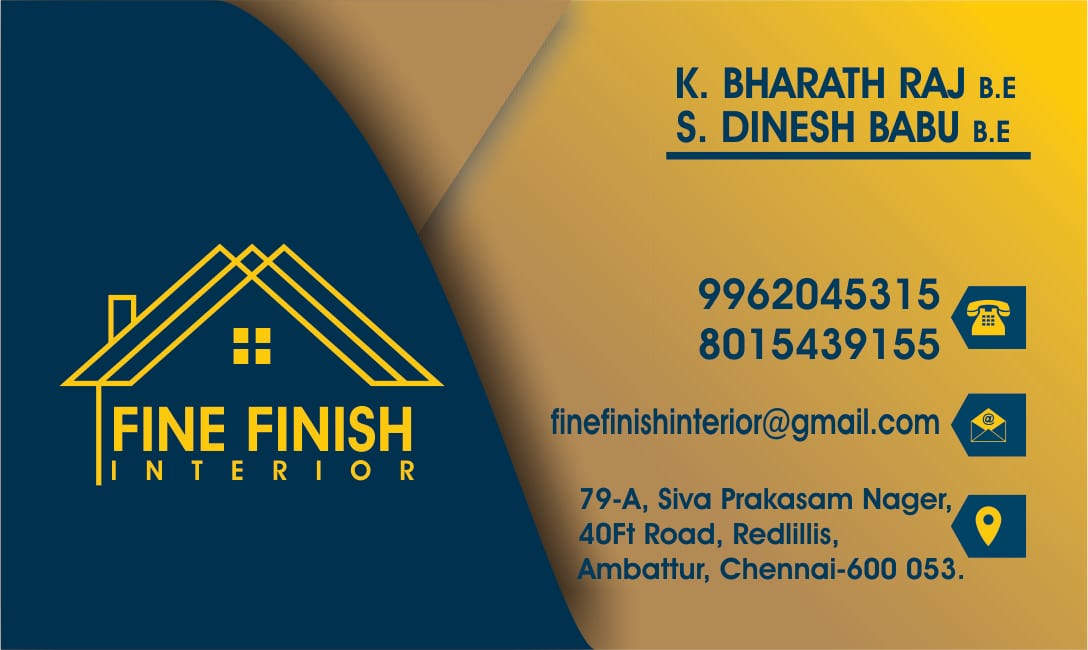 K. BHARATH RAJ B.E
S. DINESH BABU B.E
9962045315
8015439155
finefinishinterior@gmail.com
79-A, Siva Prakasam Nager,
40Ft Road, Redlillis,
Ambattur, Chennai-600 053.
FINE FINISH
INTERIOR
@